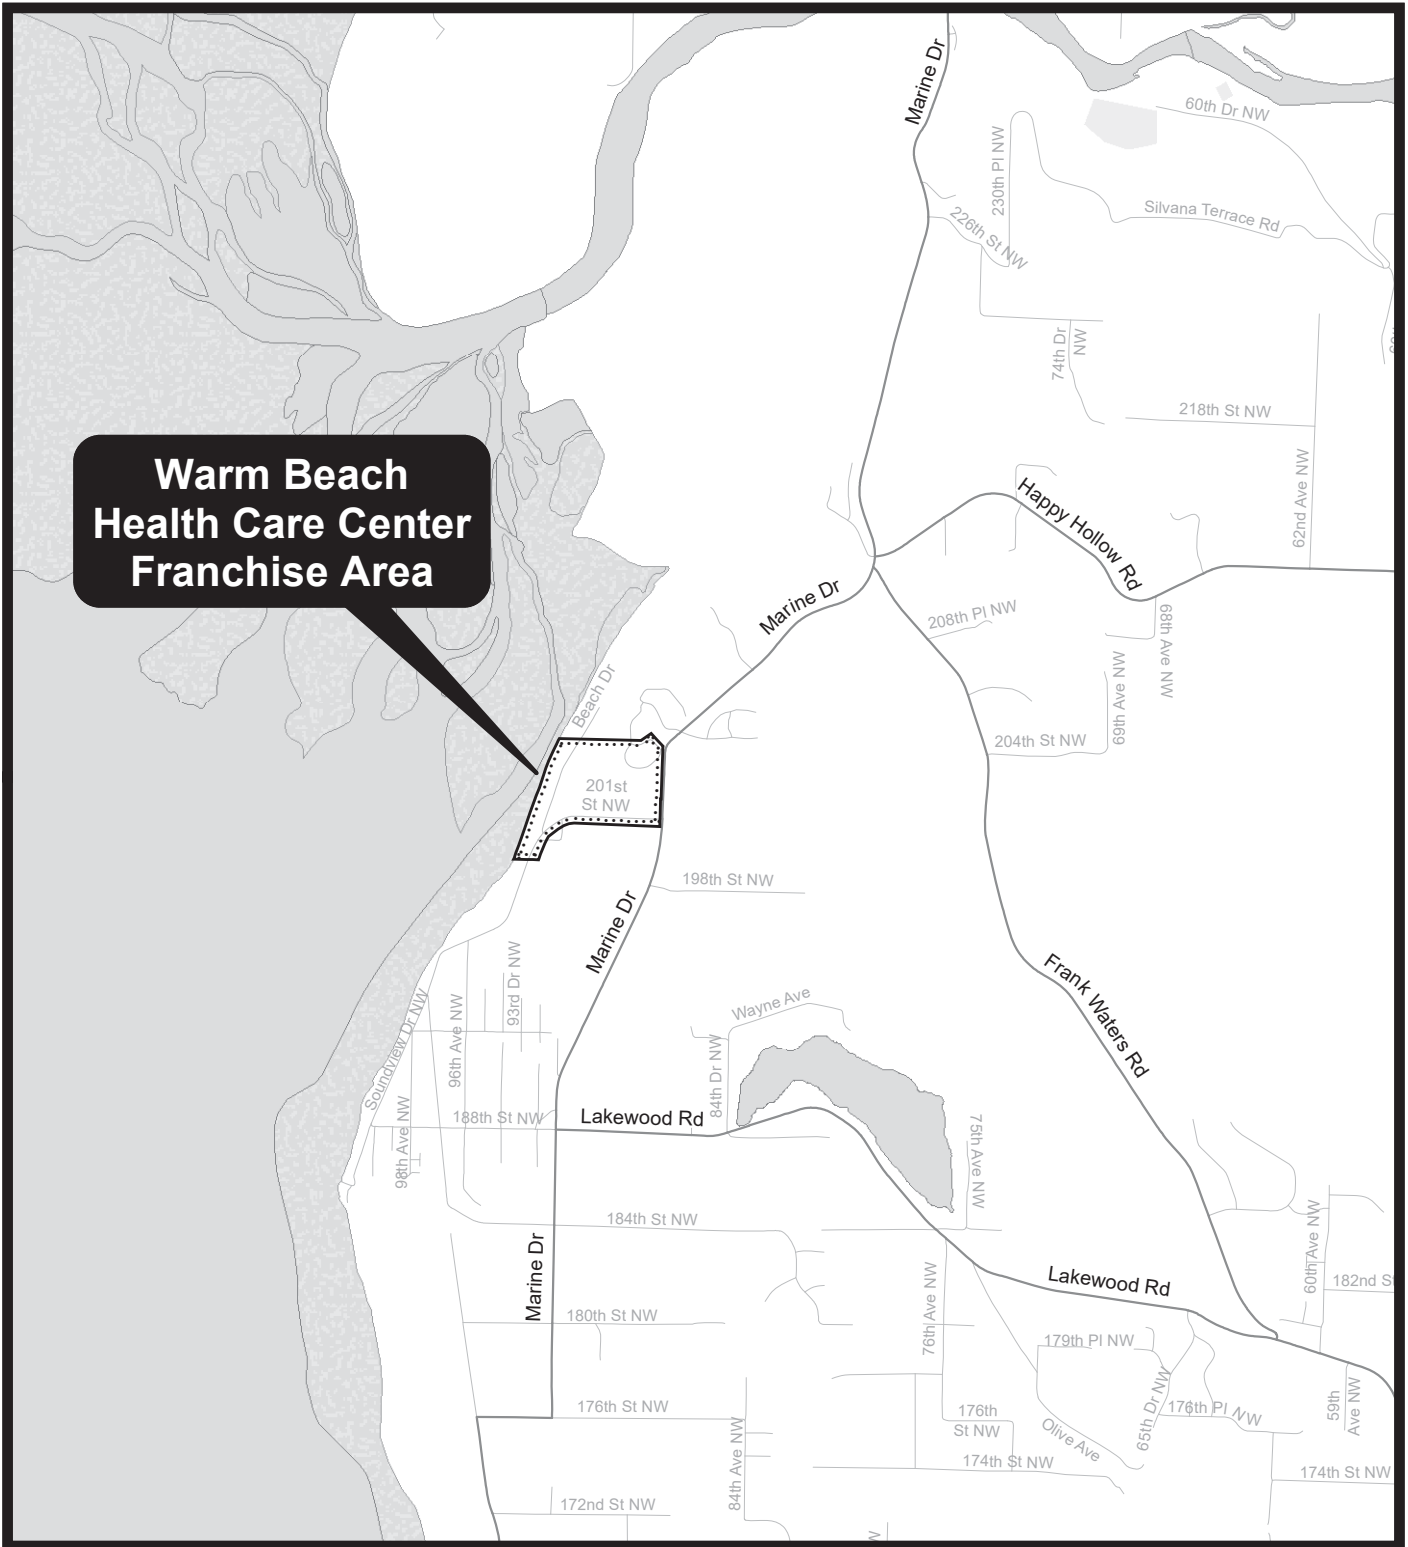 Marine Dr
60th Dr NW
230th Pl NW
Silvana Terrace Rd
226th St NW
74th Dr
NW
218th St NW
62nd Ave NW
Warm Beach
Health Care Center
Franchise Area
Happy Hollow Rd
Marine Dr
208th Pl NW
68th Ave NW
69th Ave NW
Beach Dr
204th St NW
201st
St NW
198th St NW
Marine Dr
93rd Dr NW
Frank Waters Rd
Soundview Dr NW
96th Ave NW
Wayne Ave
84th Dr NW
98th Ave NW
188th St NW
Lakewood Rd
75th Ave NW
184th St NW
60th Ave NW
Marine Dr
76th Ave NW
Lakewood Rd
182nd S
180th St NW
179th Pl NW
65th Dr NW
59th
Ave NW
176th St NW
176th
St NW
176th Pl NW
84th Ave NW
Olive Ave
174th St NW
174th St NW
172nd St NW
W